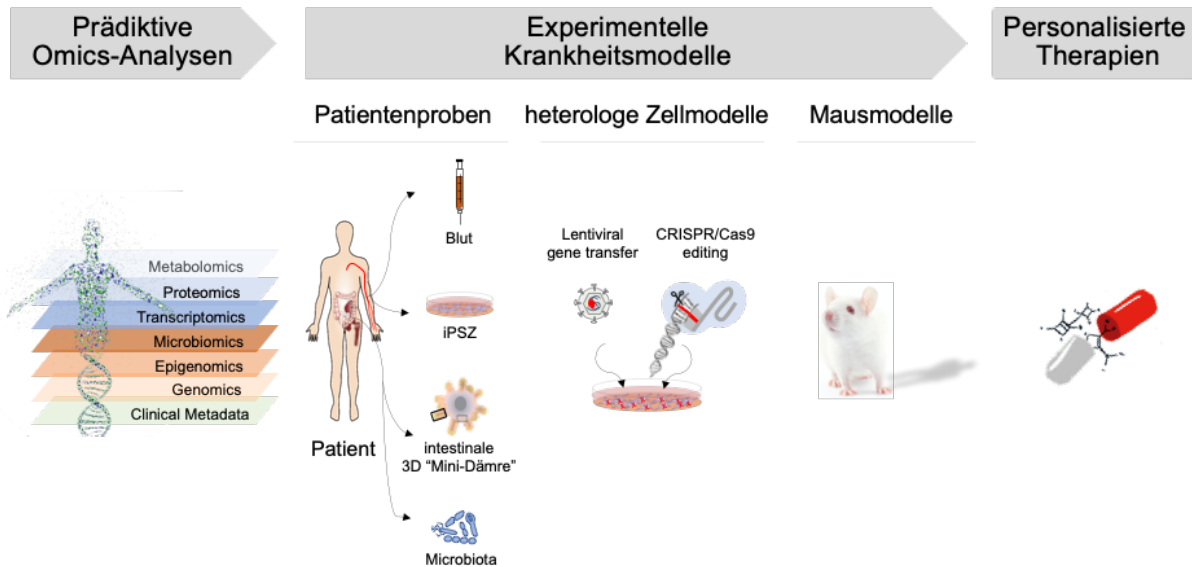 Prädiktive
Omics-Analysen
Experimentelle
Krankheitsmodelle
Personalisierte
Therapien
Patientenproben
heterologe Zellmodelle
Mausmodelle
Metabolomics
Proteomics
Transcriptomics
Microbiomics
Epigenomics
Genomics
Clinical Metadata
Patient
Blut
iPSZ
intestinale
3D “Mini-Dämre”
Microbiota
Lentiviral
gene transfer
CRISPR/Cas9
editing